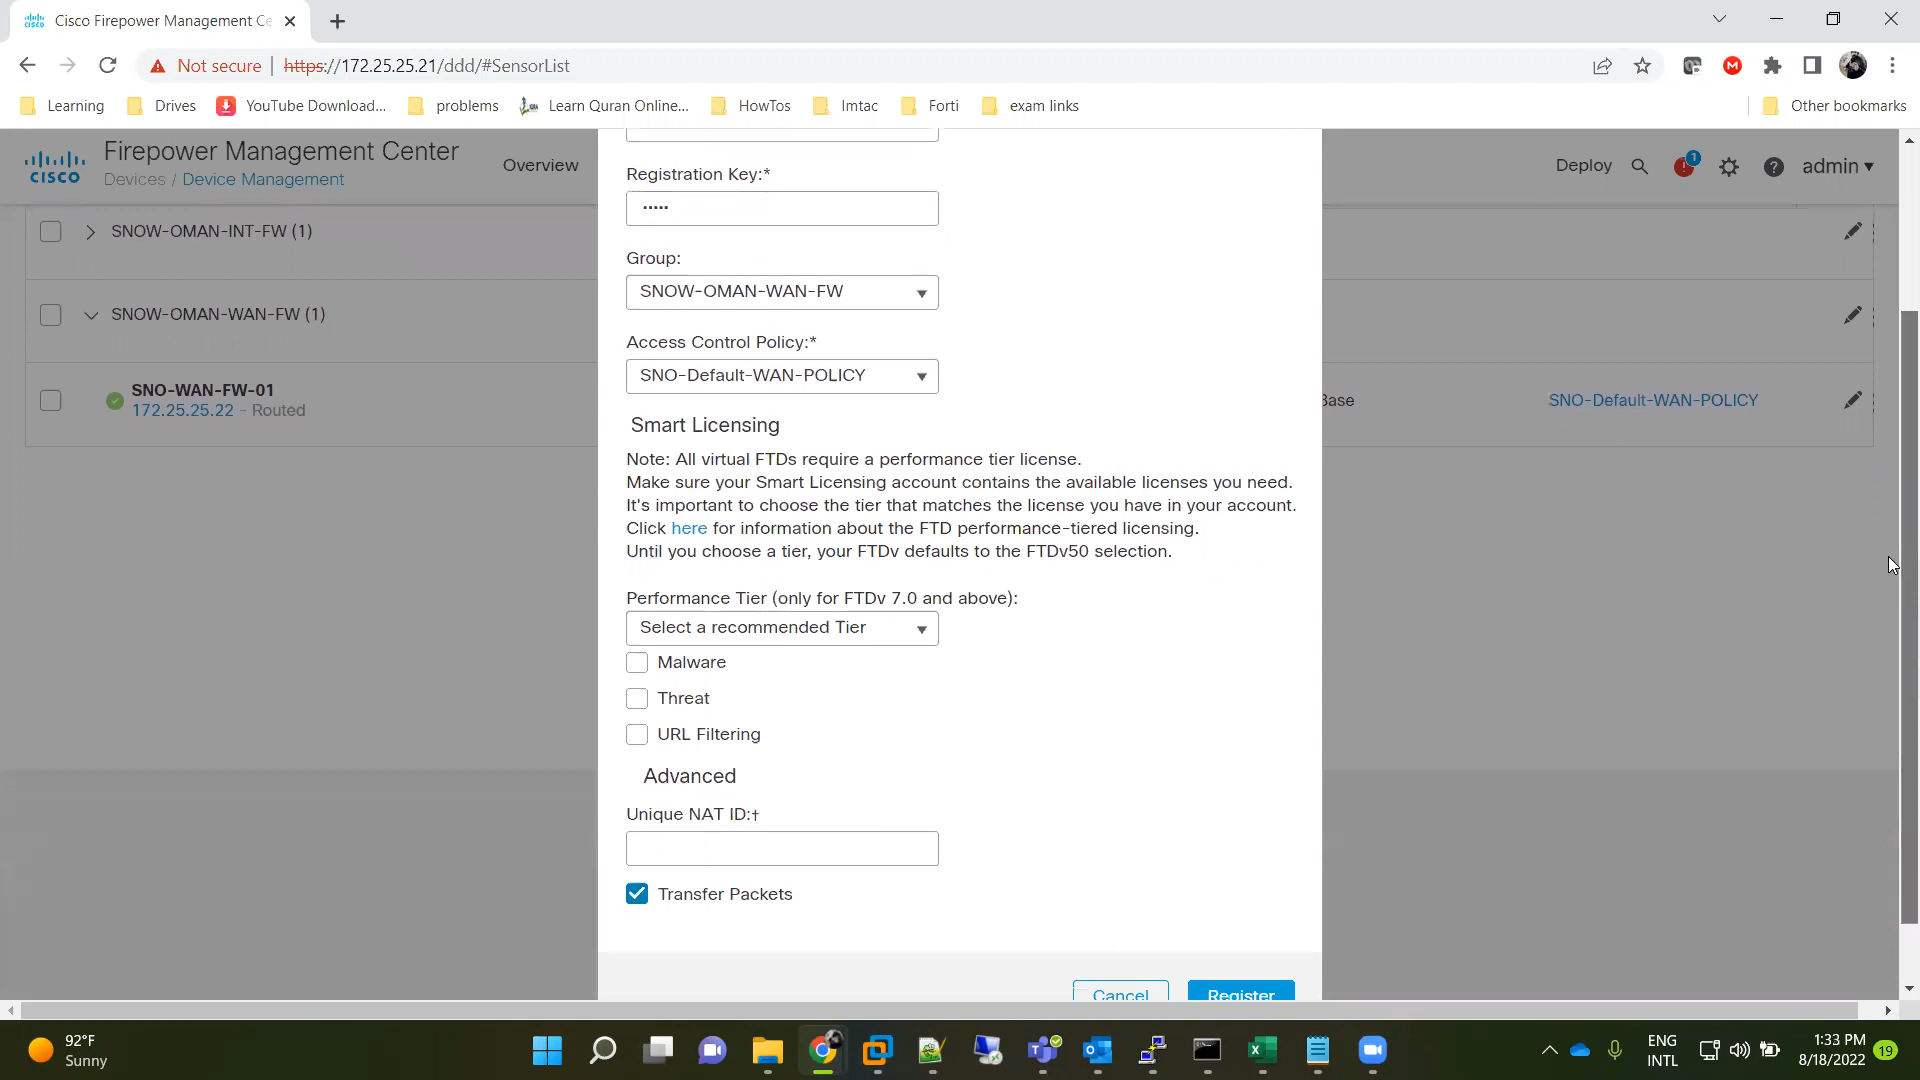 Cisco Firepower Management Ce
Not secure | https://172.25.25.21/ddd/#SensorList
Learning Drives YouTube Download... problems Learn Quran Online... HowTos Imtac Forti exam links Other bookmarks
CISCO
Firepower Management Center
Devices / Device Management
Overview
Deploy
1
admin
Registration Key:*
•••••
SNOW-OMAN-INT-FW (1)
Group:
SNOW-OMAN-WAN-FW
SNOW-OMAN-WAN-FW (1)
Access Control Policy:*
SNO-Default-WAN-POLICY
SNO-WAN-FW-01
172.25.25.22 - Routed
Base
SNO-Default-WAN-POLICY
Smart Licensing
Note: All virtual FTDs require a performance tier license.
Make sure your Smart Licensing account contains the available licenses you need.
It's important to choose the tier that matches the license you have in your account.
Click here for information about the FTD performance-tiered licensing.
Until you choose a tier, your FTDv defaults to the FTDv50 selection.
Performance Tier (only for FTDv 7.0 and above):
Select a recommended Tier
Malware
Threat
URL Filtering
Advanced
Unique NAT ID:†
Transfer Packets
Cancel
Register
92°F
Sunny
ENG
INTL
1:33 PM
8/18/2022
19